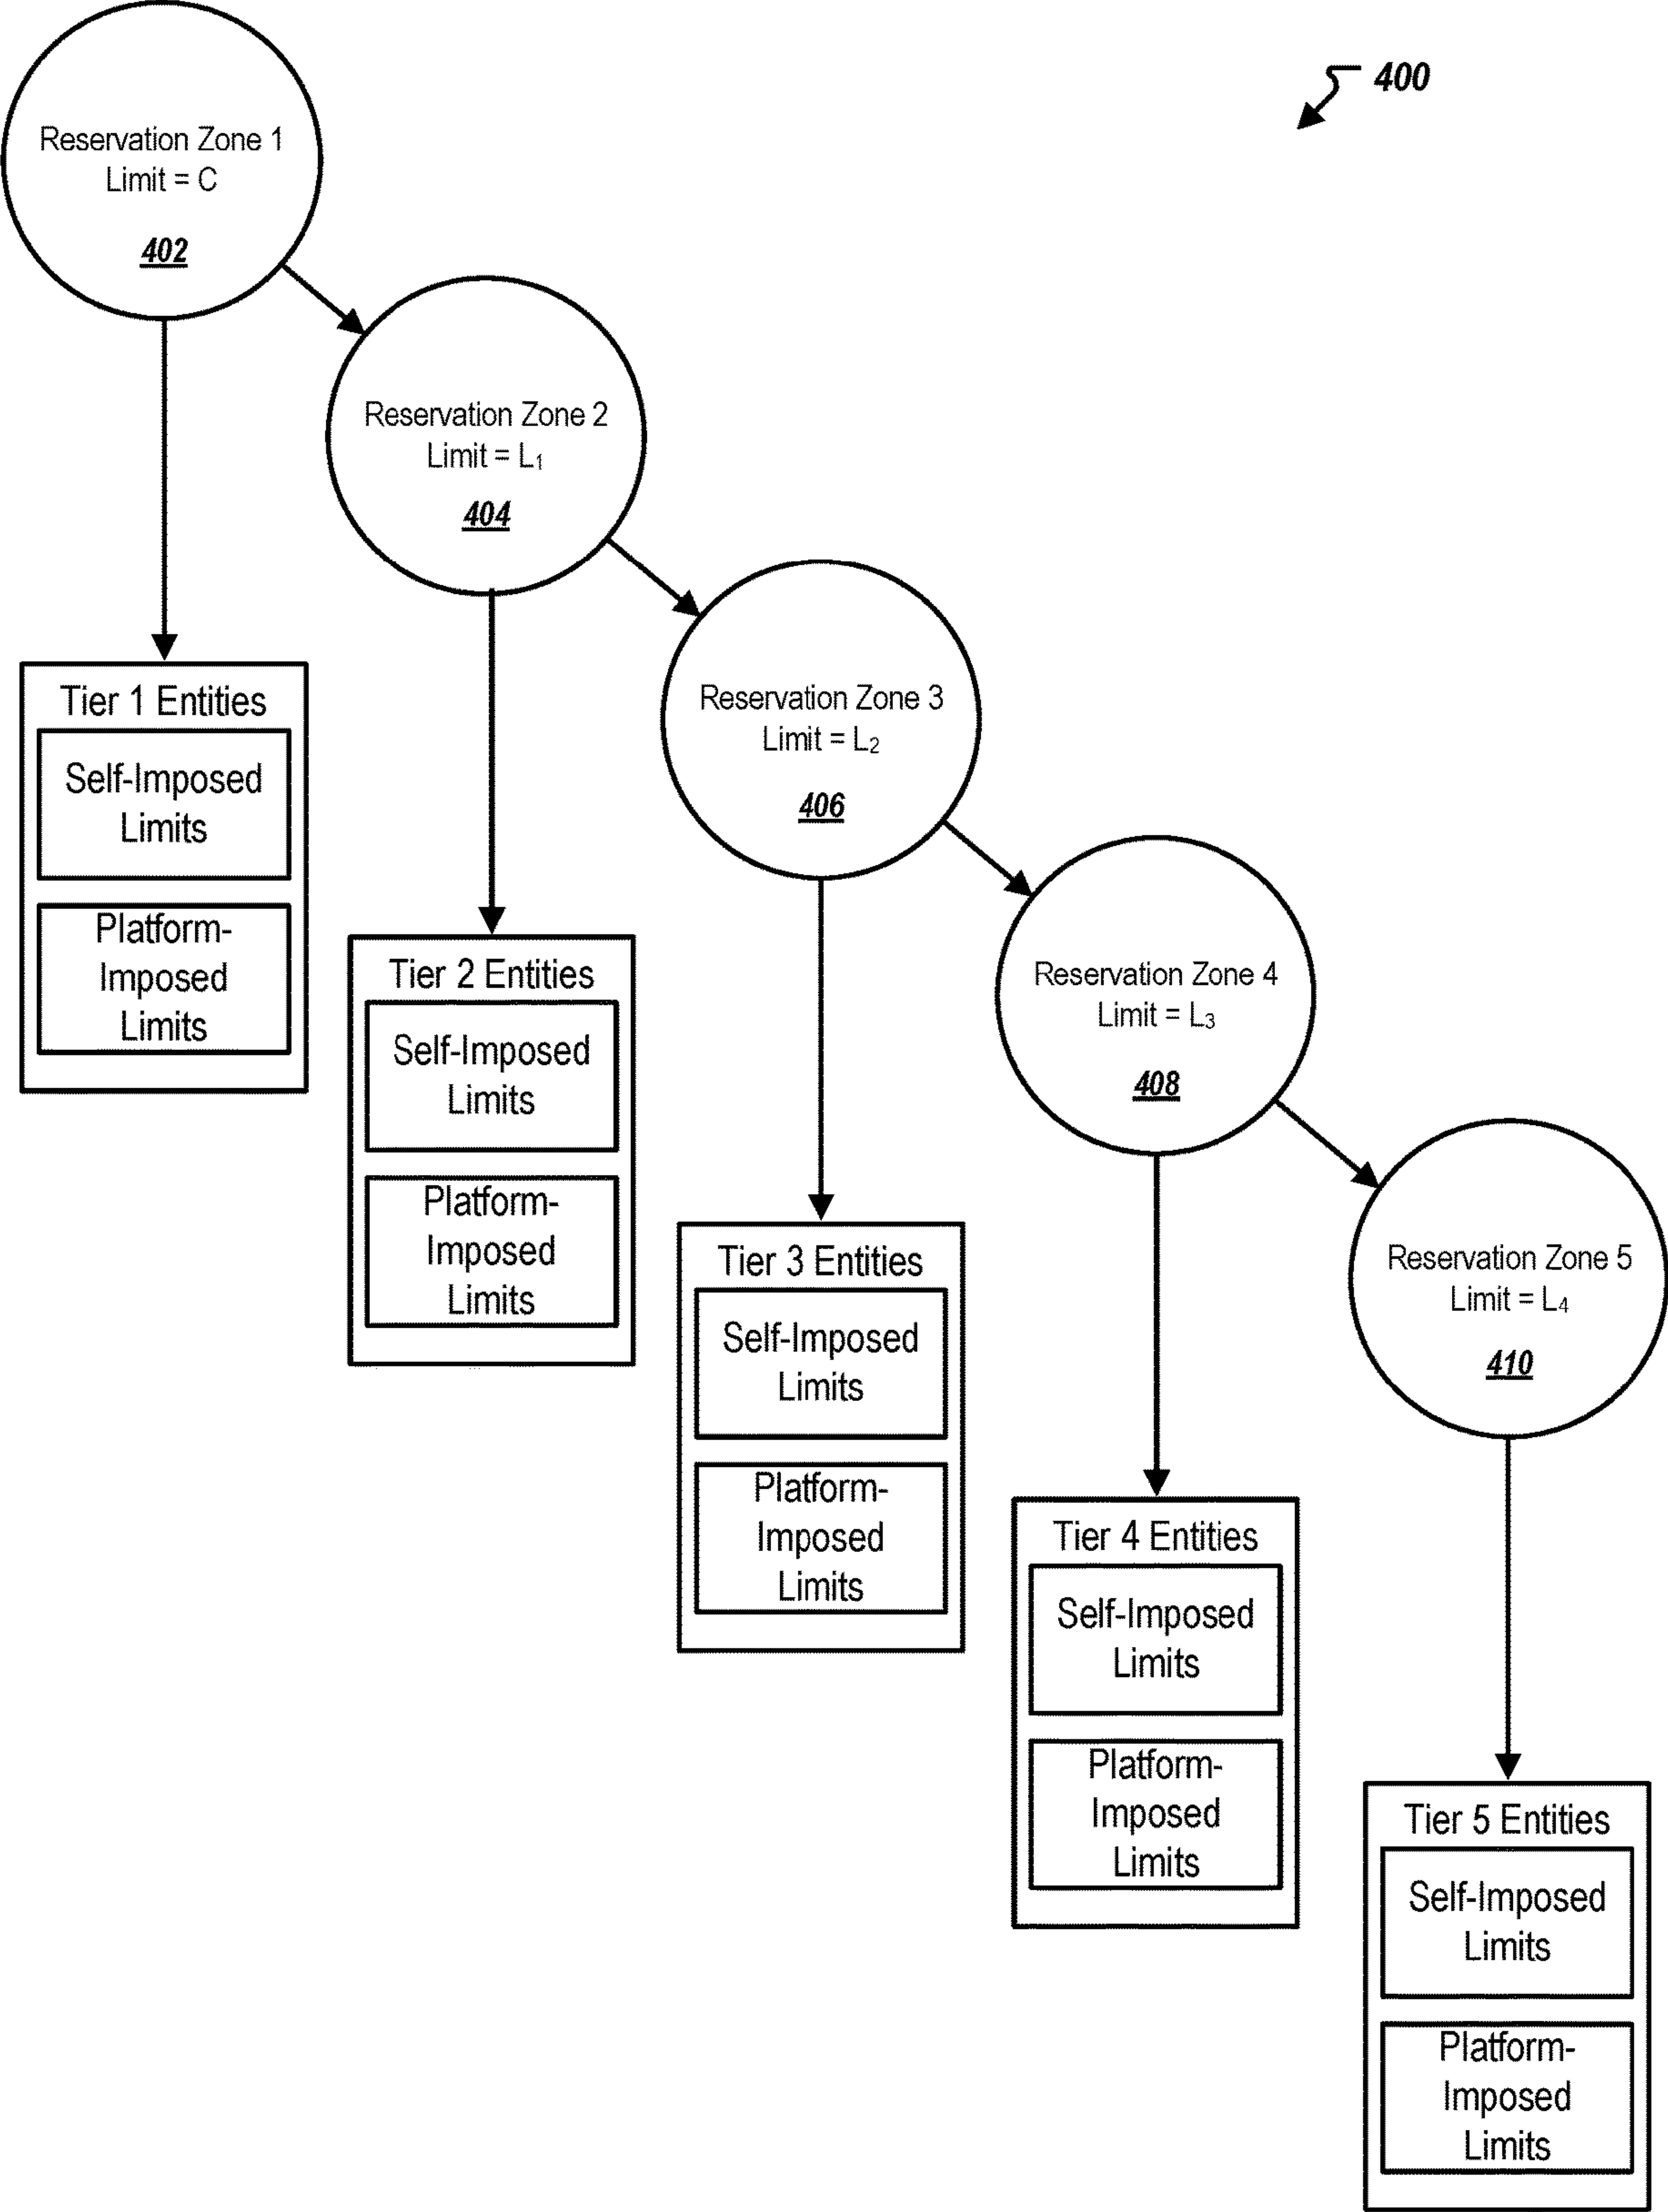 400
Reservation Zone 1
Limit = C
402
Reservation Zone 2
Limit = L₁
404
Reservation Zone 3
Limit = L₂
406
Reservation Zone 4
Limit = L₃
408
Reservation Zone 5
Limit = L₄
410
Tier 1 Entities
Self-Imposed
Limits
Platform-
Imposed
Limits
Tier 2 Entities
Self-Imposed
Limits
Platform-
Imposed
Limits
Tier 3 Entities
Self-Imposed
Limits
Platform-
Imposed
Limits
Tier 4 Entities
Self-Imposed
Limits
Platform-
Imposed
Limits
Tier 5 Entities
Self-Imposed
Limits
Platform-
Imposed
Limits